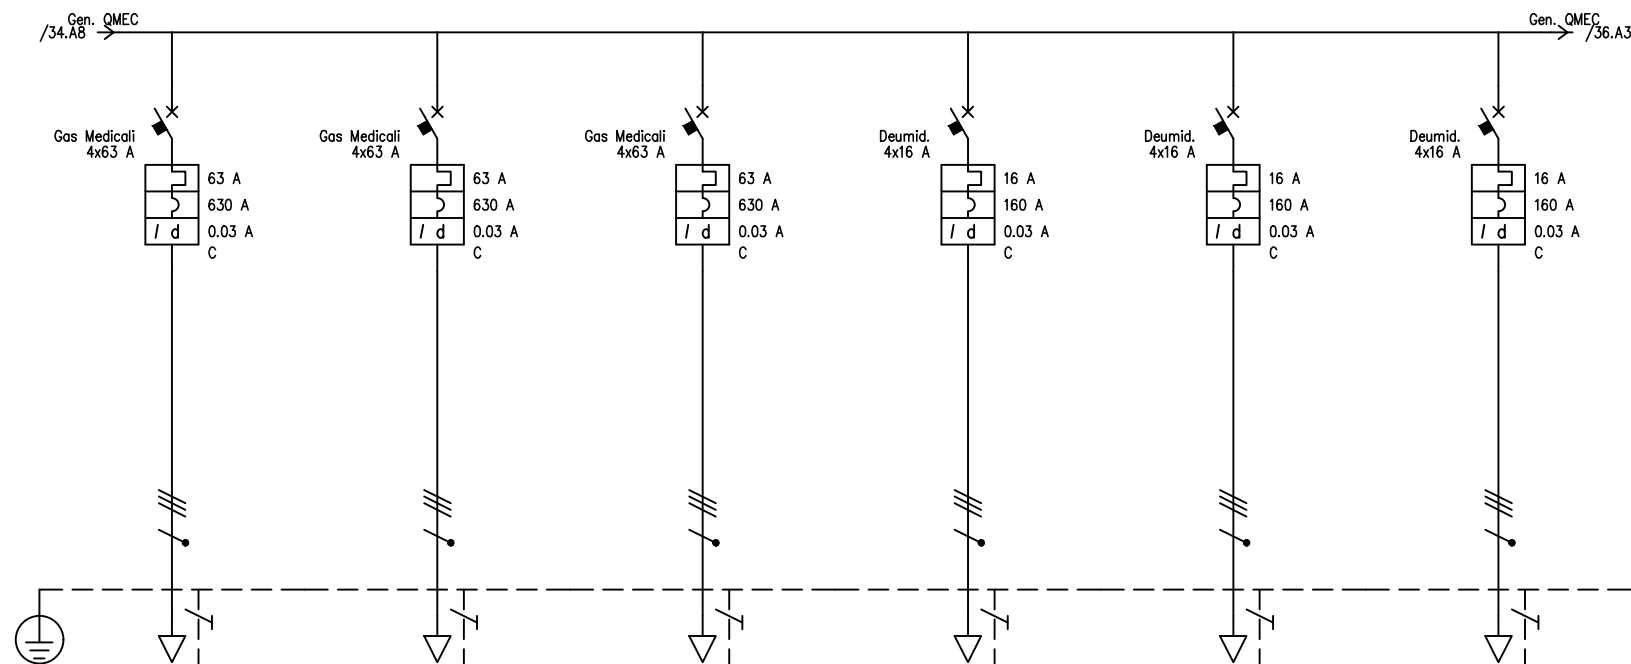 Gen. QMEC
/34.A8
Gen. QMEC
/36.A3
Gas Medicali
4x63 A
63 A
630 A
I d
0.03 A
C
Gas Medicali
4x63 A
63 A
630 A
I d
0.03 A
C
Gas Medicali
4x63 A
63 A
630 A
I d
0.03 A
C
Deumid.
4x16 A
16 A
160 A
I d
0.03 A
C
Deumid.
4x16 A
16 A
160 A
I d
0.03 A
C
Deumid.
4x16 A
16 A
160 A
I d
0.03 A
C